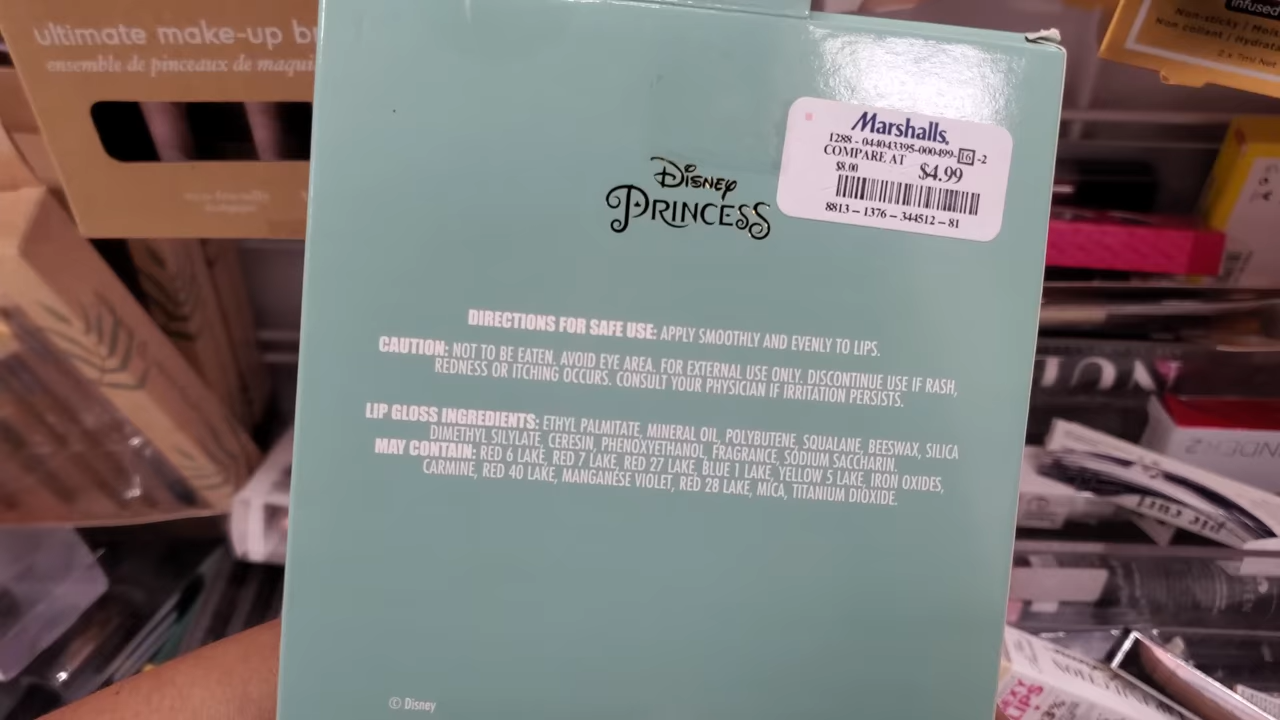 ultimate make-up
ensemble de pinceaux de
infused
Non-sticky /
Non collant /
Marshalls.
1288 - 044043395-000499-16 -2
COMPARE AT $4.99
$8.00
8813 - 1376 - 344512 - 81
Disney
PRINCESS
DIRECTIONS FOR SAFE USE: APPLY SMOOTHLY AND EVENLY TO LIPS.
CAUTION: NOT TO BE EATEN. AVOID EYE AREA. FOR EXTERNAL USE ONLY. DISCONTINUE USE IF RASH,
REDNESS OR ITCHING OCCURS. CONSULT YOUR PHYSICIAN IF IRRITATION PERSISTS.
LIP GLOSS INGREDIENTS: ETHYL PALMITATE, MINERAL OIL, POLYBUTENE, SQUALANE, BEESWAX, SILICA
DIMETHYL SILYLATE, CERESIN, PHENOXYETHANOL, FRAGRANCE, SODIUM SACCHARIN.
MAY CONTAIN: RED 6 LAKE, RED 7 LAKE, RED 27 LAKE, BLUE 1 LAKE, YELLOW 5 LAKE, IRON OXIDES,
CARMINE, RED 40 LAKE, MANGANESE VIOLET, RED 28 LAKE, MICA, TITANIUM DIOXIDE.
© Disney
LIPS